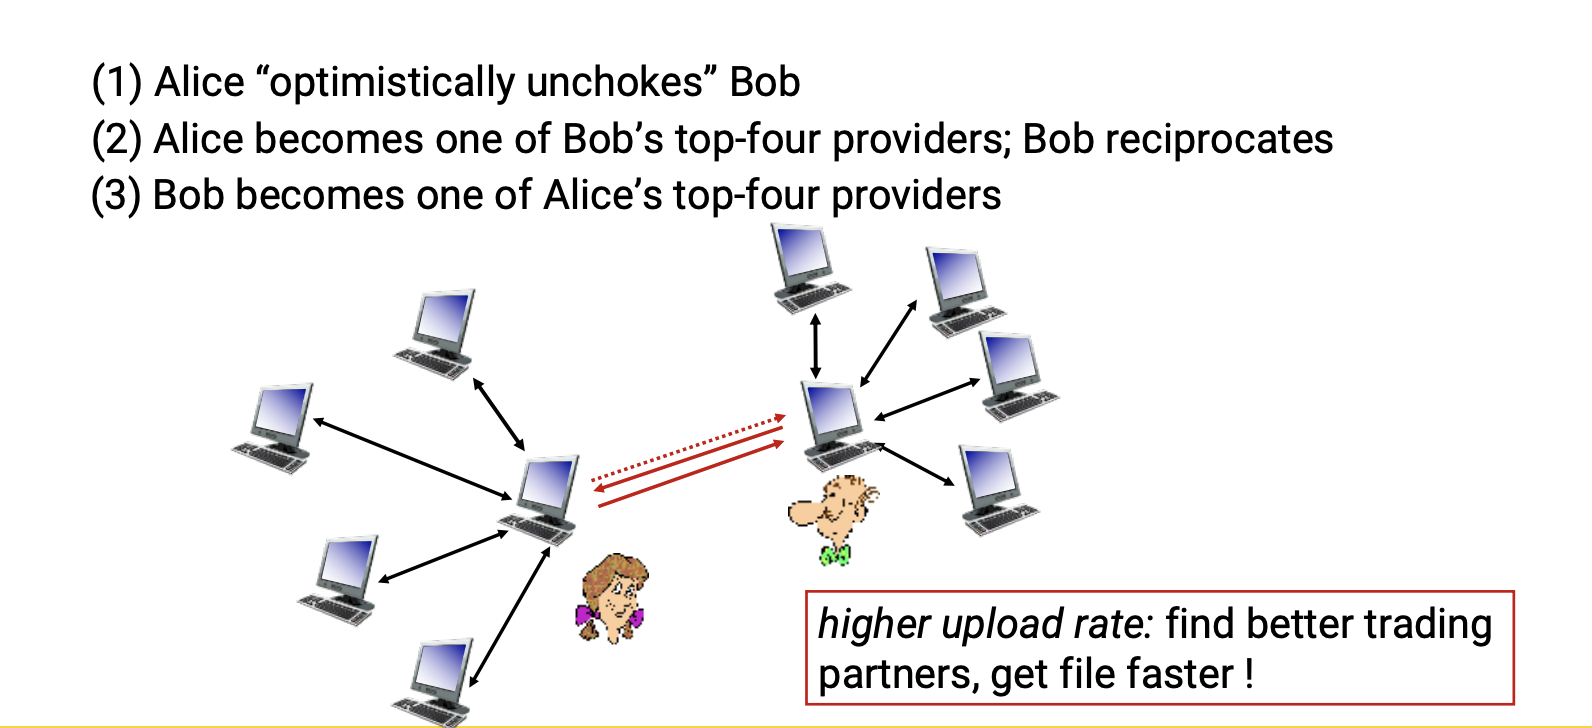 (1) Alice “optimistically unchokes” Bob
(2) Alice becomes one of Bob’s top-four providers; Bob reciprocates
(3) Bob becomes one of Alice’s top-four providers
higher upload rate: find better trading
partners, get file faster !